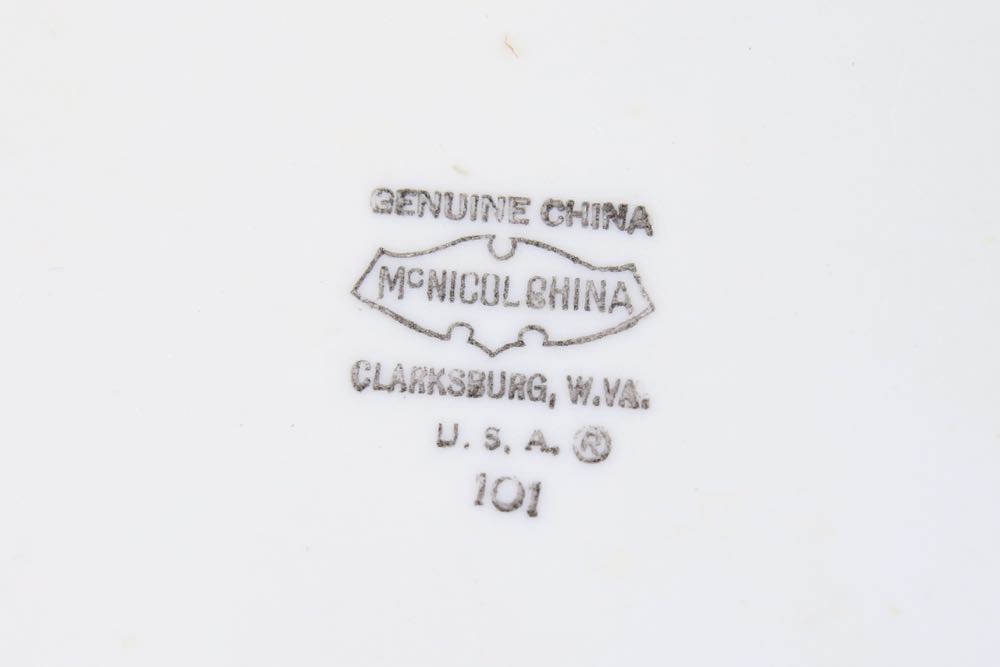 GENUINE CHINA
McNICOL CHINA
CLARKSBURG, W.VA.
U. S. A. ®
101